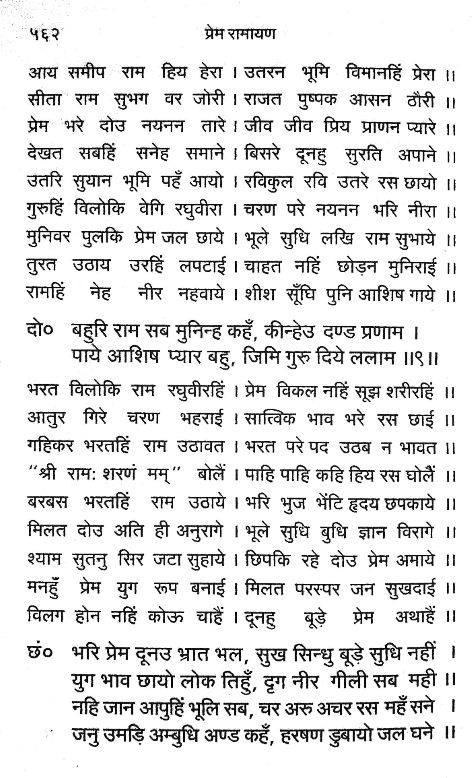 ५६२ प्रेम रामायण
आय समीप राम हिय हेरा । उतरन भूमि विमानहिं प्रेरा ।।
सीता राम सुभग वर जोरी । राजत पुष्पक आसन ठौरी ।।
प्रेम भरे दोउ नयनन तारे । जीव जीव प्रिय प्राणन प्यारे ।।
देखत सबहिं सनेह समाने । बिसरे दूनहु सुरति अपाने ।।
उतरि सुयान भूमि पहँ आयो । रविकुल रवि उतरे रस छायो ।।
गुरुहिं विलोकि वेगि रघुवीरा । चरण परे नयनन भरि नीरा ।।
मुनिवर पुलकि प्रेम जल छाये । भूले सुधि लखि राम सुभाये ।।
तुरत उठाय उरहिं लपटाई । चाहत नहिं छोड़न मुनिराई ।।
रामहिं नेह नीर नहवाये । शीश सूँघि पुनि आशिष गाये ।।
दो० बहुरि राम सब मुनिन्ह कहँ, कीन्हेउ दण्ड प्रणाम ।
पाये आशिष प्यार बहु, जिमि गुरु दिये ललाम ।।९।।
भरत विलोकि राम रघुवीरहिं । प्रेम विकल नहिं सूझ शरीरहिं ।।
आतुर गिरे चरण भहराई । सात्विक भाव भरे रस छाई ।।
गहिकर भरतहिं राम उठावत । भरत परे पद उठब न भावत ।।
“श्री रामः शरणं मम्” बोलैं । पाहि पाहि कहि हिय रस घोलैं ।।
बरबस भरतहिं राम उठाये । भरि भुज भेंटि हृदय छपकाये ।।
मिलत दोउ अति ही अनुरागे । भूले सुधि बुधि ज्ञान विरागे ।।
श्याम सुतनु सिर जटा सुहाये । छिपकि रहे दोउ प्रेम अमाये ।।
मनहुँ प्रेम युग रूप बनाई । मिलत परस्पर जन सुखदाई ।।
विलग होन नहिं कोऊ चाहैं । दूनहु बूड़े प्रेम अथाहैं ।।
छं० भरि प्रेम दूनउ भ्रात भल, सुख सिन्धु बूड़े सुधि नहीं ।
युग भाव छायो लोक तिहुँ, दृग नीर गीली सब मही ।।
नहि जान आपुहिं भूलि सब, चर अरु अचर रस महँ सने ।
जनु उमड़ि अम्बुधि अण्ड कहँ, हरषण डुबायो जल घने ।।